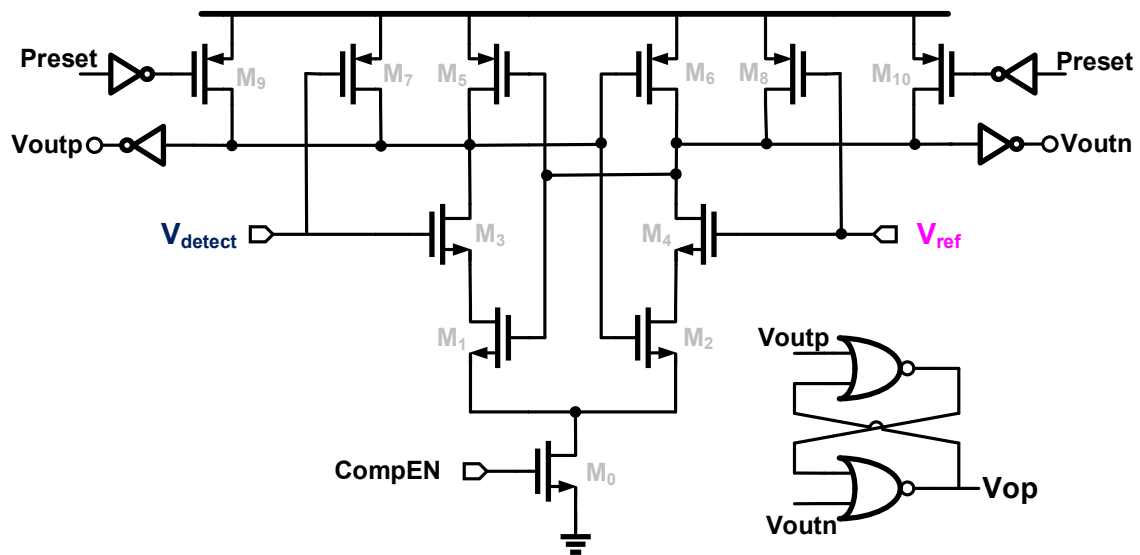 Preset
M9
M7
M5
M6
M8
M10
Preset
Voutp
Voutn
Vdetect
M3
M4
Vref
M1
M2
Voutp
CompEN
M0
Vop
Voutn